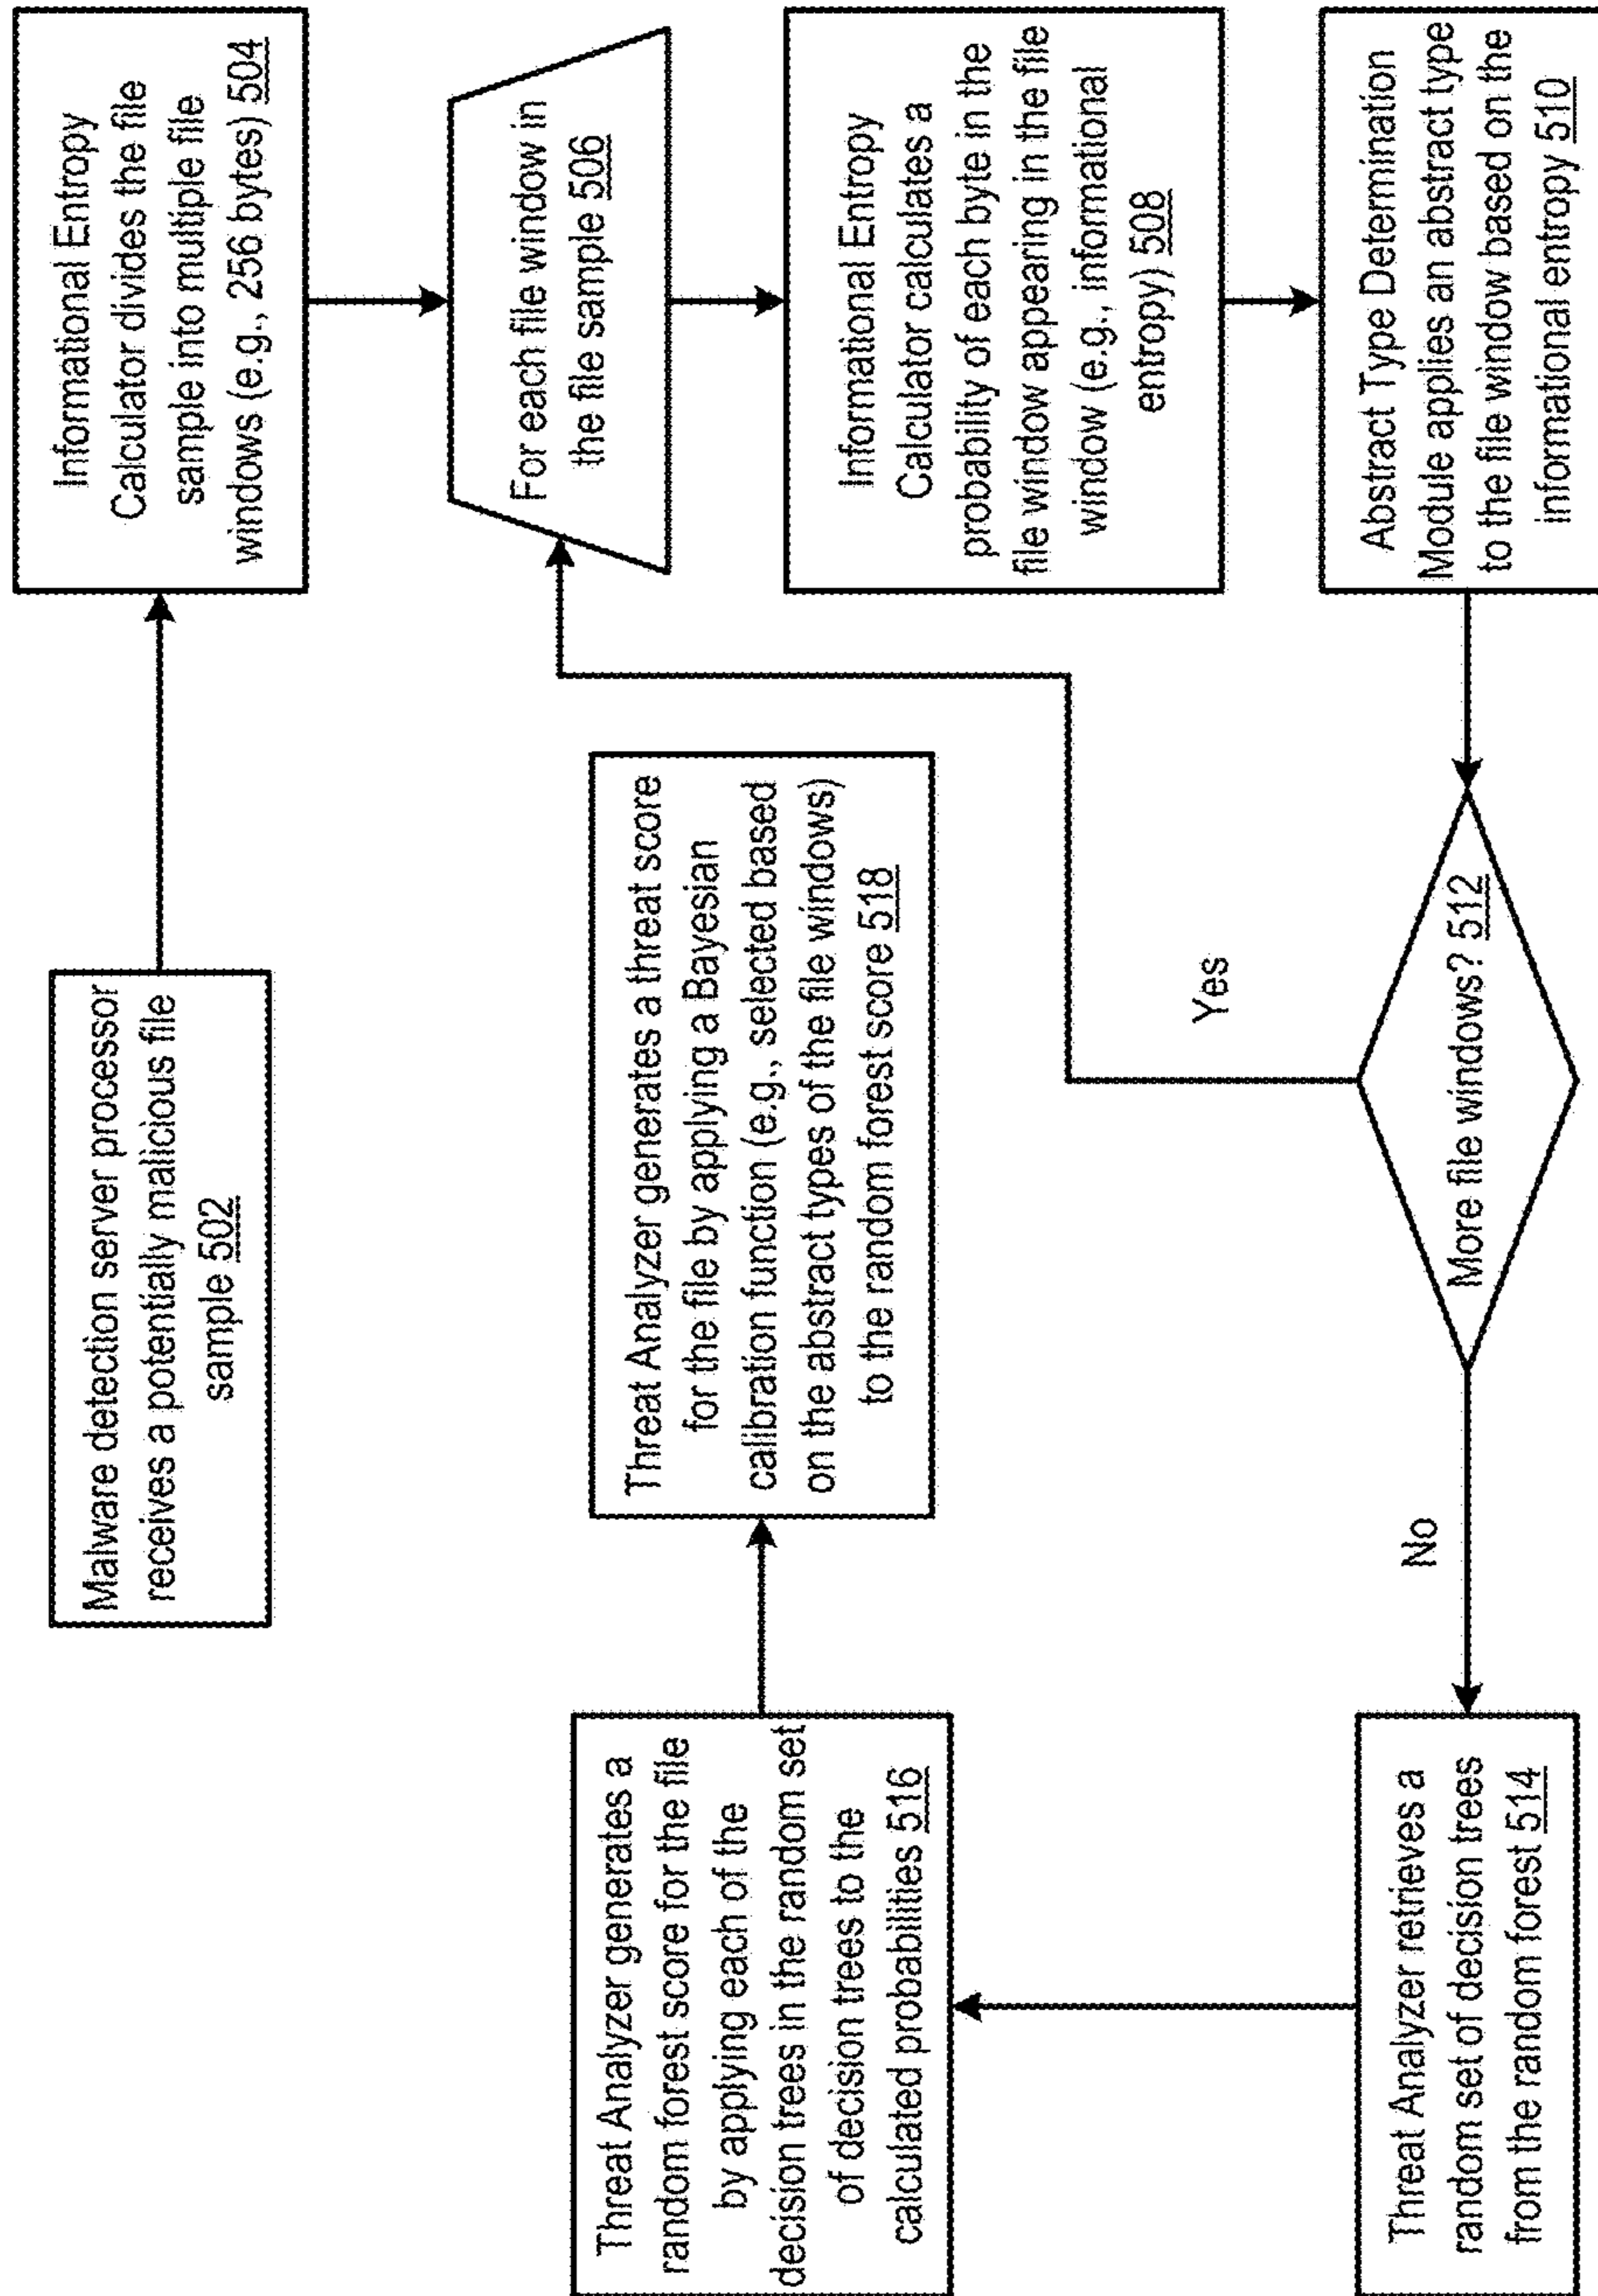 Malware detection server processor
receives a potentially malicious file
sample 502
Informational Entropy
Calculator divides the file
sample into multiple file
windows (e.g., 256 bytes) 504
For each file window in
the file sample 506
Informational Entropy
Calculator calculates a
probability of each byte in the
file window appearing in the file
window (e.g., informational
entropy) 508
Abstract Type Determination
Module applies an abstract type
to the file window based on the
informational entropy 510
More file windows? 512
Yes
No
Threat Analyzer retrieves a
random set of decision trees
from the random forest 514
Threat Analyzer generates a
random forest score for the file
by applying each of the
decision trees in the random set
of decision trees to the
calculated probabilities 516
Threat Analyzer generates a threat score
for the file by applying a Bayesian
calibration function (e.g., selected based
on the abstract types of the file windows)
to the random forest score 518